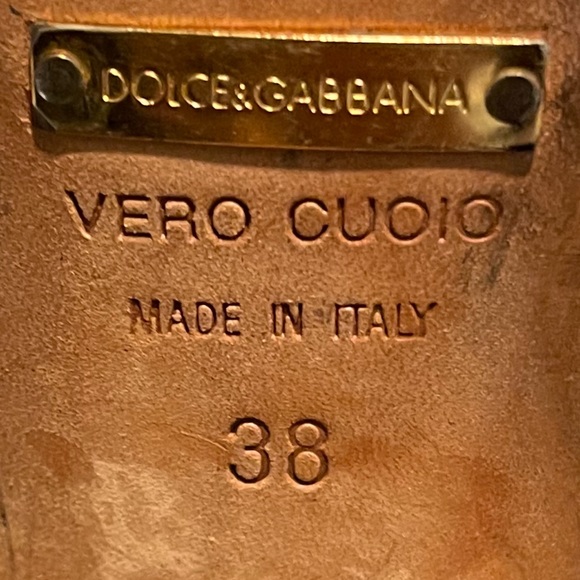 DOLCE&GABBANA
VERO CUOIO
MADE IN ITALY
38